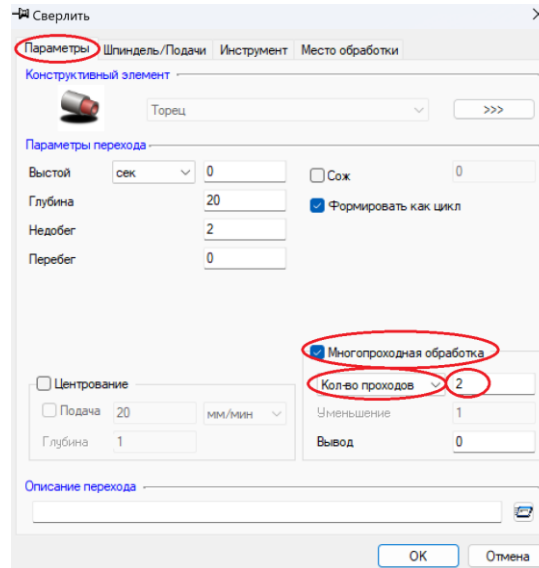 Сверлить
Параметры Шпиндель/Подачи Инструмент Место обработки
Конструктивный элемент
Торец >>>
Параметры перехода
Выстой сек 0 Сож 0
Глубина 20 Формировать как цикл
Недобег 2
Перебег 0
Многопроходная обработка
Центрование Кол-во проходов 2
Подача 20 мм/мин Уменьшение 1
Глубина 1 Вывод 0
Описание перехода
OK Отмена